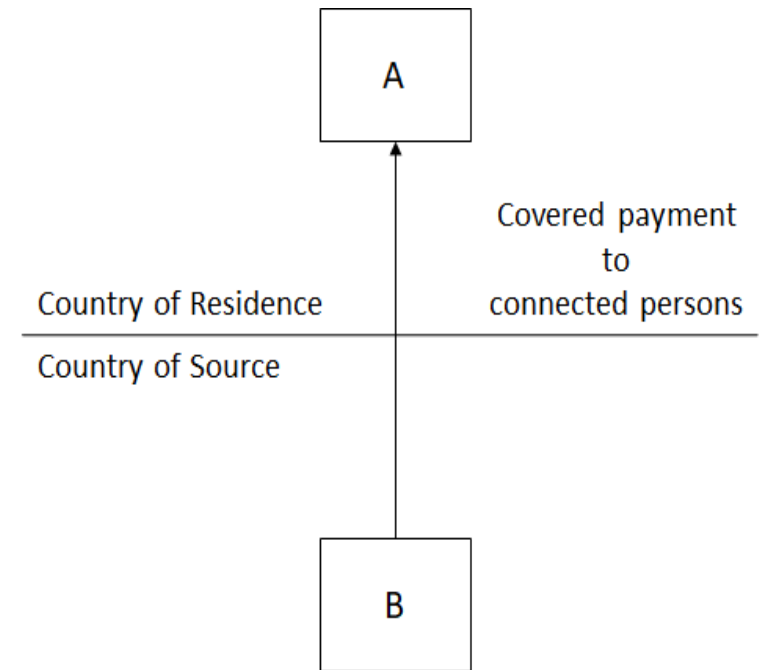 A
Covered payment
to
connected persons
Country of Residence
Country of Source
B